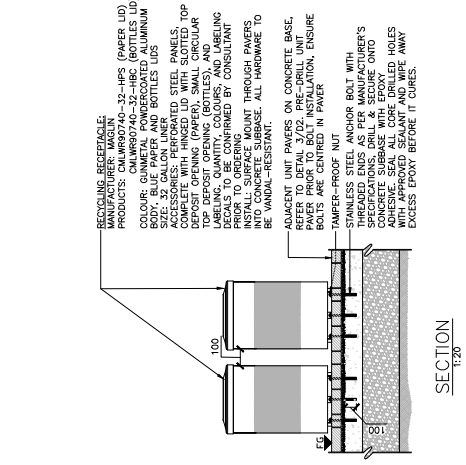 RECYCLING RECEPTACLE:
MANUFACTURER: MAGLIN
PRODUCTS: CMLWR90740-32-HPS (PAPER LID)
CMLWR90740-32-HBC (BOTTLES LID
COLOUR: GUNMETAL POWDERCOATED ALUMINUM
BODY, BLUE PAPER AND BOTTLES LIDS
SIZE: 32 GALLON LINER
ACCESSORIES: PERFORATED STEEL PANELS,
COMPLETE WITH HINGED LID WITH SLOTTED TOP
DEPOSIT OPENING (PAPER), SMALL CIRCULAR
TOP DEPOSIT OPENING (BOTTLES), AND
LABELING. QUANTITY, COLOURS, AND LABELING
DECALS TO BE CONFIRMED BY CONSULTANT
PRIOR TO ORDERING
INSTALL: SURFACE MOUNT THROUGH PAVERS
INTO CONCRETE SUBBASE. ALL HARDWARE TO
BE VANDAL-RESISTANT.
ADJACENT UNIT PAVERS ON CONCRETE BASE,
REFER TO DETAIL 3/D2. PRE-DRILL UNIT
PAVER PRIOR TO BOLT INSTALLATION, ENSURE
BOLTS ARE CENTRED IN PAVER
TAMPER-PROOF NUT
STAINLESS STEEL ANCHOR BOLT WITH
THREADED ENDS AS PER MANUFACTURER'S
SPECIFICATIONS, DRILL & SECURE ONTO
CONCRETE SUBBASE WITH EPOXY
ADHESIVE. SEAL ALL CORE DRILLED HOLES
WITH APPROVED SEALANT AND WIPE AWAY
EXCESS EPOXY BEFORE IT CURES.
100
FG
100
SECTION
1:20